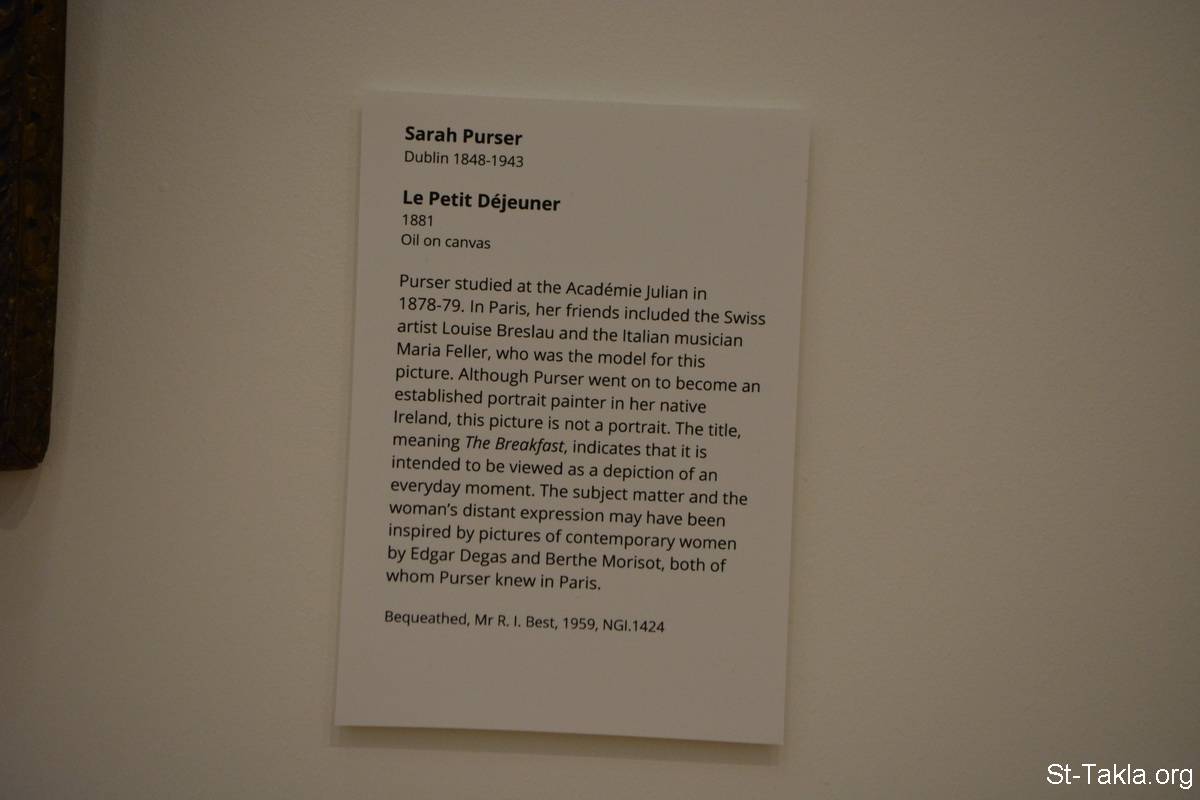 Sarah Purser
Dublin 1848-1943
Le Petit Déjeuner
1881
Oil on canvas
Purser studied at the Académie Julian in
1878-79. In Paris, her friends included the Swiss
artist Louise Breslau and the Italian musician
Maria Feller, who was the model for this
picture. Although Purser went on to become an
established portrait painter in her native
Ireland, this picture is not a portrait. The title,
meaning The Breakfast, indicates that it is
intended to be viewed as a depiction of an
everyday moment. The subject matter and the
woman's distant expression may have been
inspired by pictures of contemporary women
by Edgar Degas and Berthe Morisot, both of
whom Purser knew in Paris.
Bequeathed, Mr R. I. Best, 1959, NGI.1424
St-Takla.org